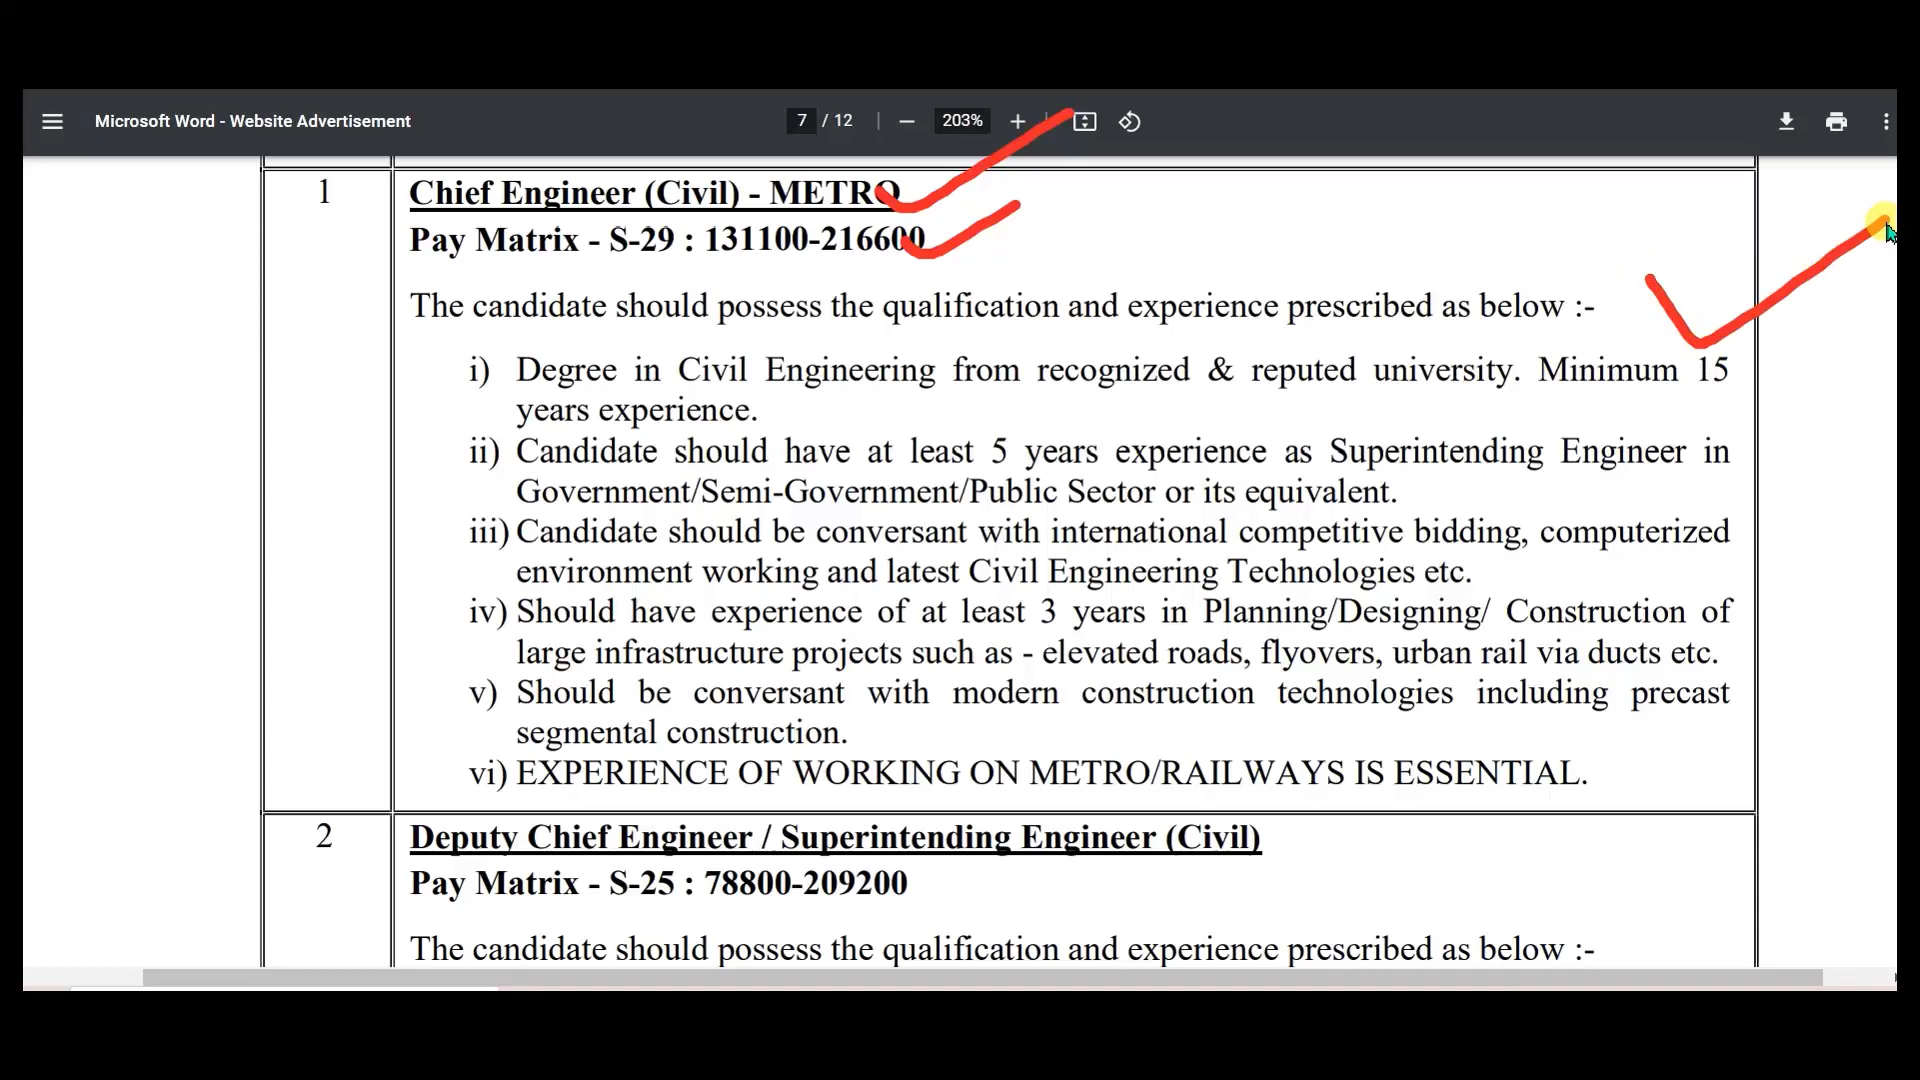 Microsoft Word - Website Advertisement
7 / 12
203%
1
Chief Engineer (Civil) - METRO
Pay Matrix - S-29 : 131100-216600
The candidate should possess the qualification and experience prescribed as below :-
i) Degree in Civil Engineering from recognized & reputed university. Minimum 15
years experience.
ii) Candidate should have at least 5 years experience as Superintending Engineer in
Government/Semi-Government/Public Sector or its equivalent.
iii) Candidate should be conversant with international competitive bidding, computerized
environment working and latest Civil Engineering Technologies etc.
iv) Should have experience of at least 3 years in Planning/Designing/ Construction of
large infrastructure projects such as - elevated roads, flyovers, urban rail via ducts etc.
v) Should be conversant with modern construction technologies including precast
segmental construction.
vi) EXPERIENCE OF WORKING ON METRO/RAILWAYS IS ESSENTIAL.
2
Deputy Chief Engineer / Superintending Engineer (Civil)
Pay Matrix - S-25 : 78800-209200
The candidate should possess the qualification and experience prescribed as below :-